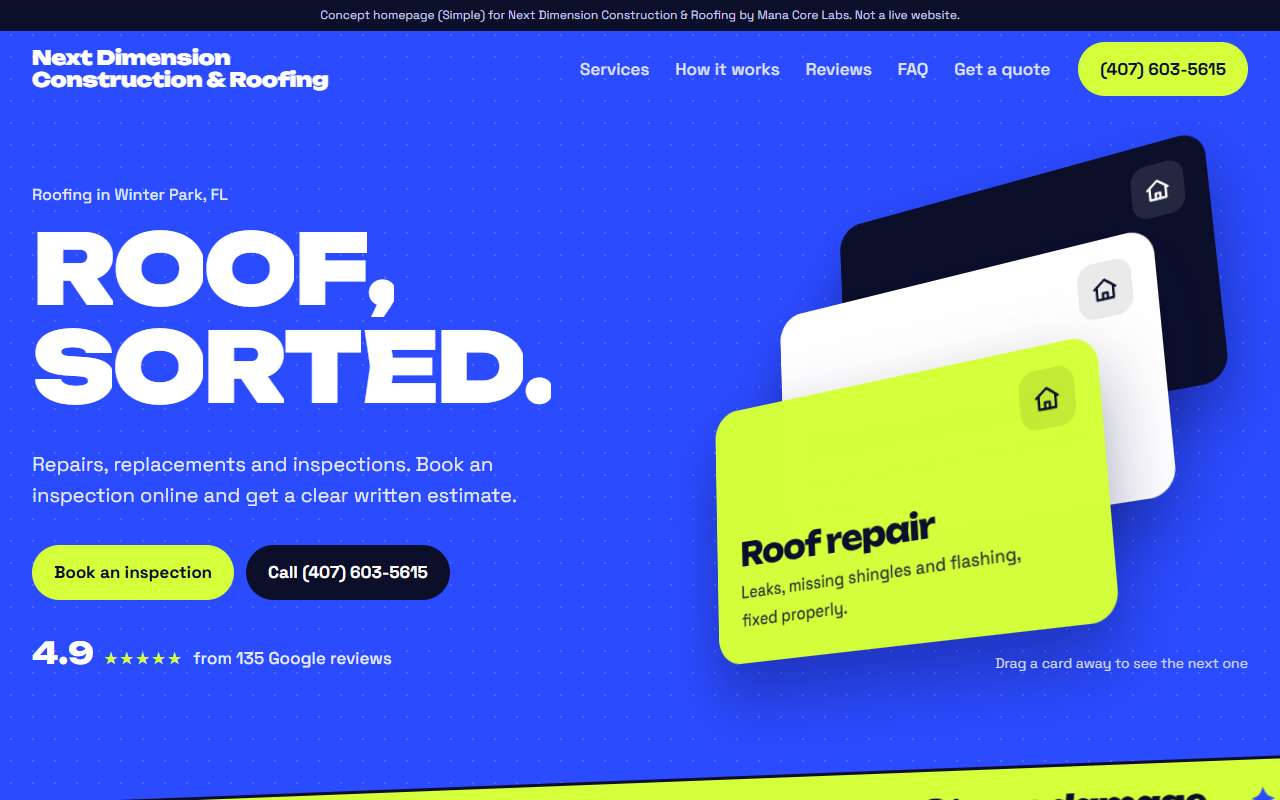 Concept homepage (Simple) for Next Dimension Construction & Roofing by Mana Core Labs. Not a live website.
Next Dimension
Construction & Roofing
Services
How it works
Reviews
FAQ
Get a quote
(407) 603-5615
Roofing in Winter Park, FL
ROOF,
SORTED.
Repairs, replacements and inspections. Book an
inspection online and get a clear written estimate.
Book an inspection
Call (407) 603-5615
4.9 ★★★★★ from 135 Google reviews
Roof repair
Leaks, missing shingles and flashing,
fixed properly.
Drag a card away to see the next one